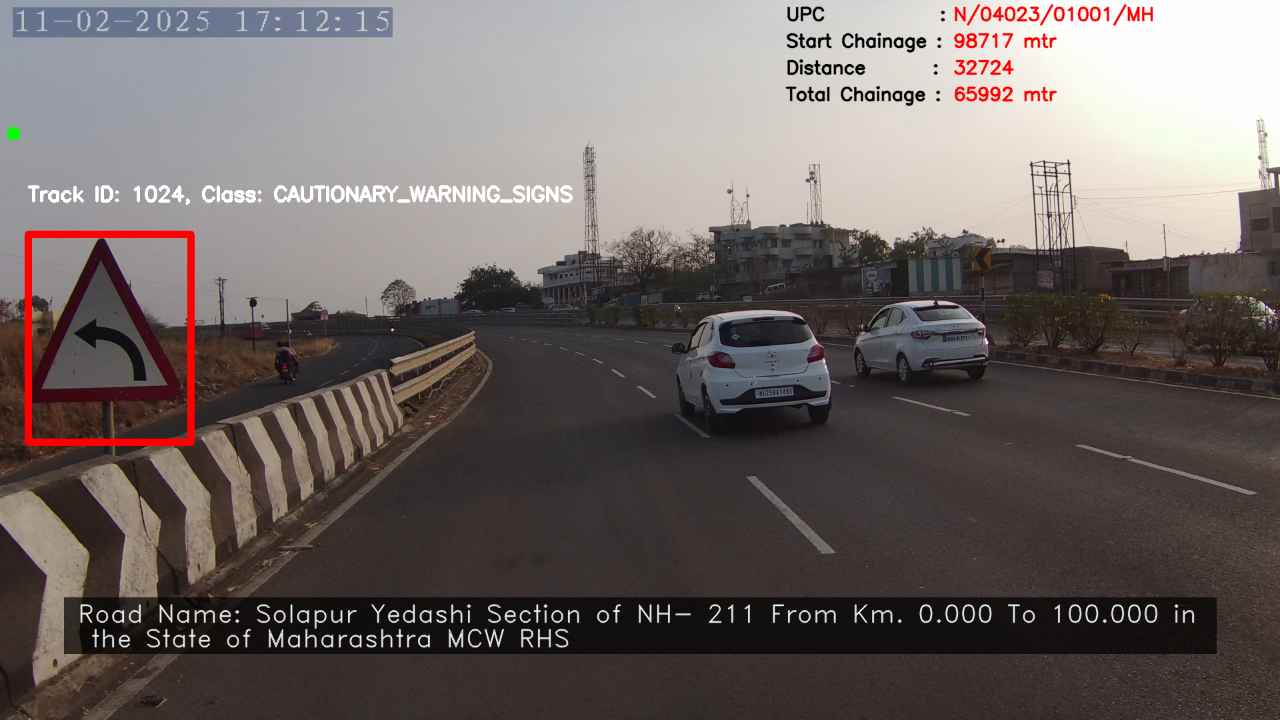 11-02-2025 17:12:15
UPC : N/04023/01001/MH
Start Chainage : 98717 mtr
Distance : 32724
Total Chainage : 65992 mtr
Track ID: 1024, Class: CAUTIONARY_WARNING_SIGNS
Road Name: Solapur Yedashi Section of NH- 211 From Km. 0.000 To 100.000 in
the State of Maharashtra MCW RHS